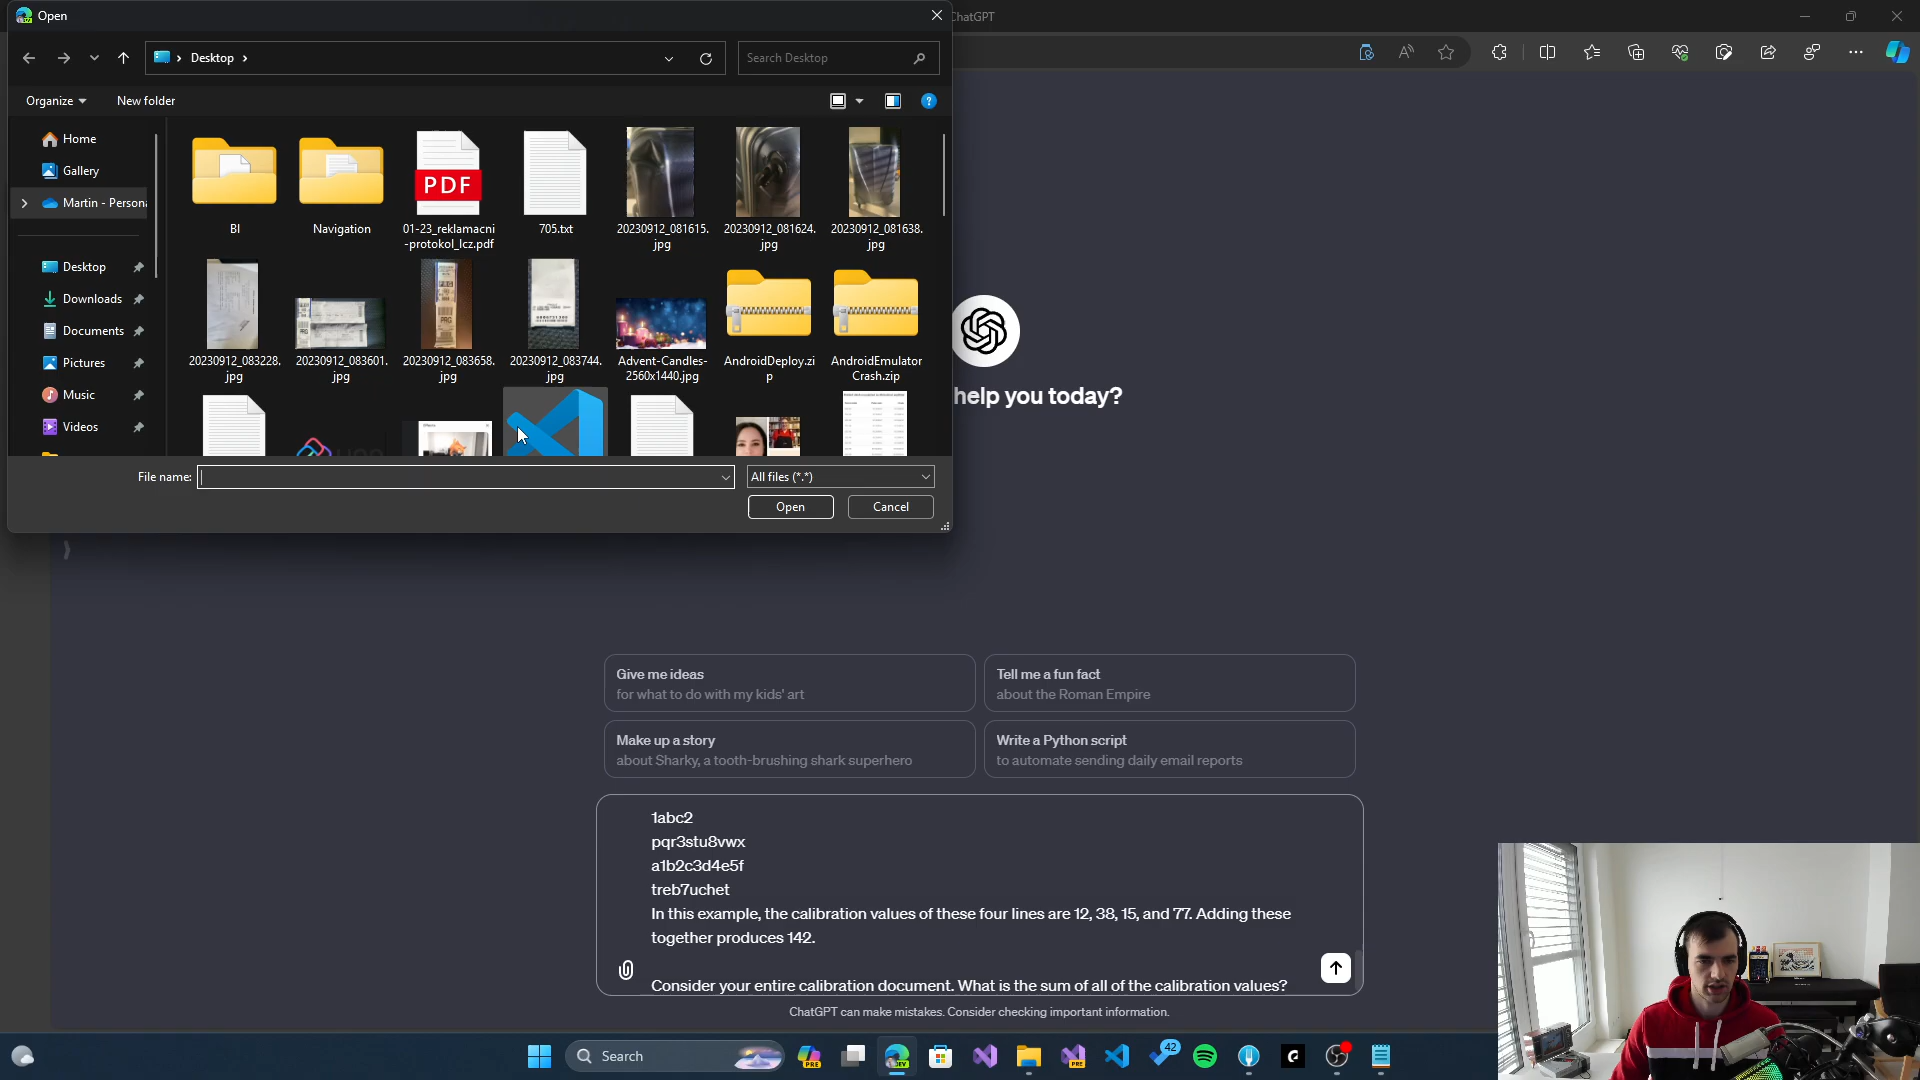 Open
ChatGPT
Desktop
Search Desktop
Organize
New folder
Home
Gallery
Martin - Persona
Desktop
Downloads
Documents
Pictures
Music
Videos
BI
Navigation
PDF
01-23_reklamacni
-protokol_lcz.pdf
705.txt
20230912_081615.
jpg
20230912_081624.
jpg
20230912_081638.
jpg
20230912_083228.
jpg
20230912_083601.
jpg
20230912_083658.
jpg
20230912_083744.
jpg
Advent-Candles-
2560x1440.jpg
AndroidDeploy.zi
p
AndroidEmulator
Crash.zip
File name:
All files (*.*)
Open
Cancel
help you today?
Give me ideas
for what to do with my kids' art
Tell me a fun fact
about the Roman Empire
Make up a story
about Sharky, a tooth-brushing shark superhero
Write a Python script
to automate sending daily email reports
1abc2
pqr3stu8vwx
a1b2c3d4e5f
treb7uchet
In this example, the calibration values of these four lines are 12, 38, 15, and 77. Adding these
together produces 142.
Consider your entire calibration document. What is the sum of all of the calibration values?
ChatGPT can make mistakes. Consider checking important information.
Search
PRE
DEV
PRE
42